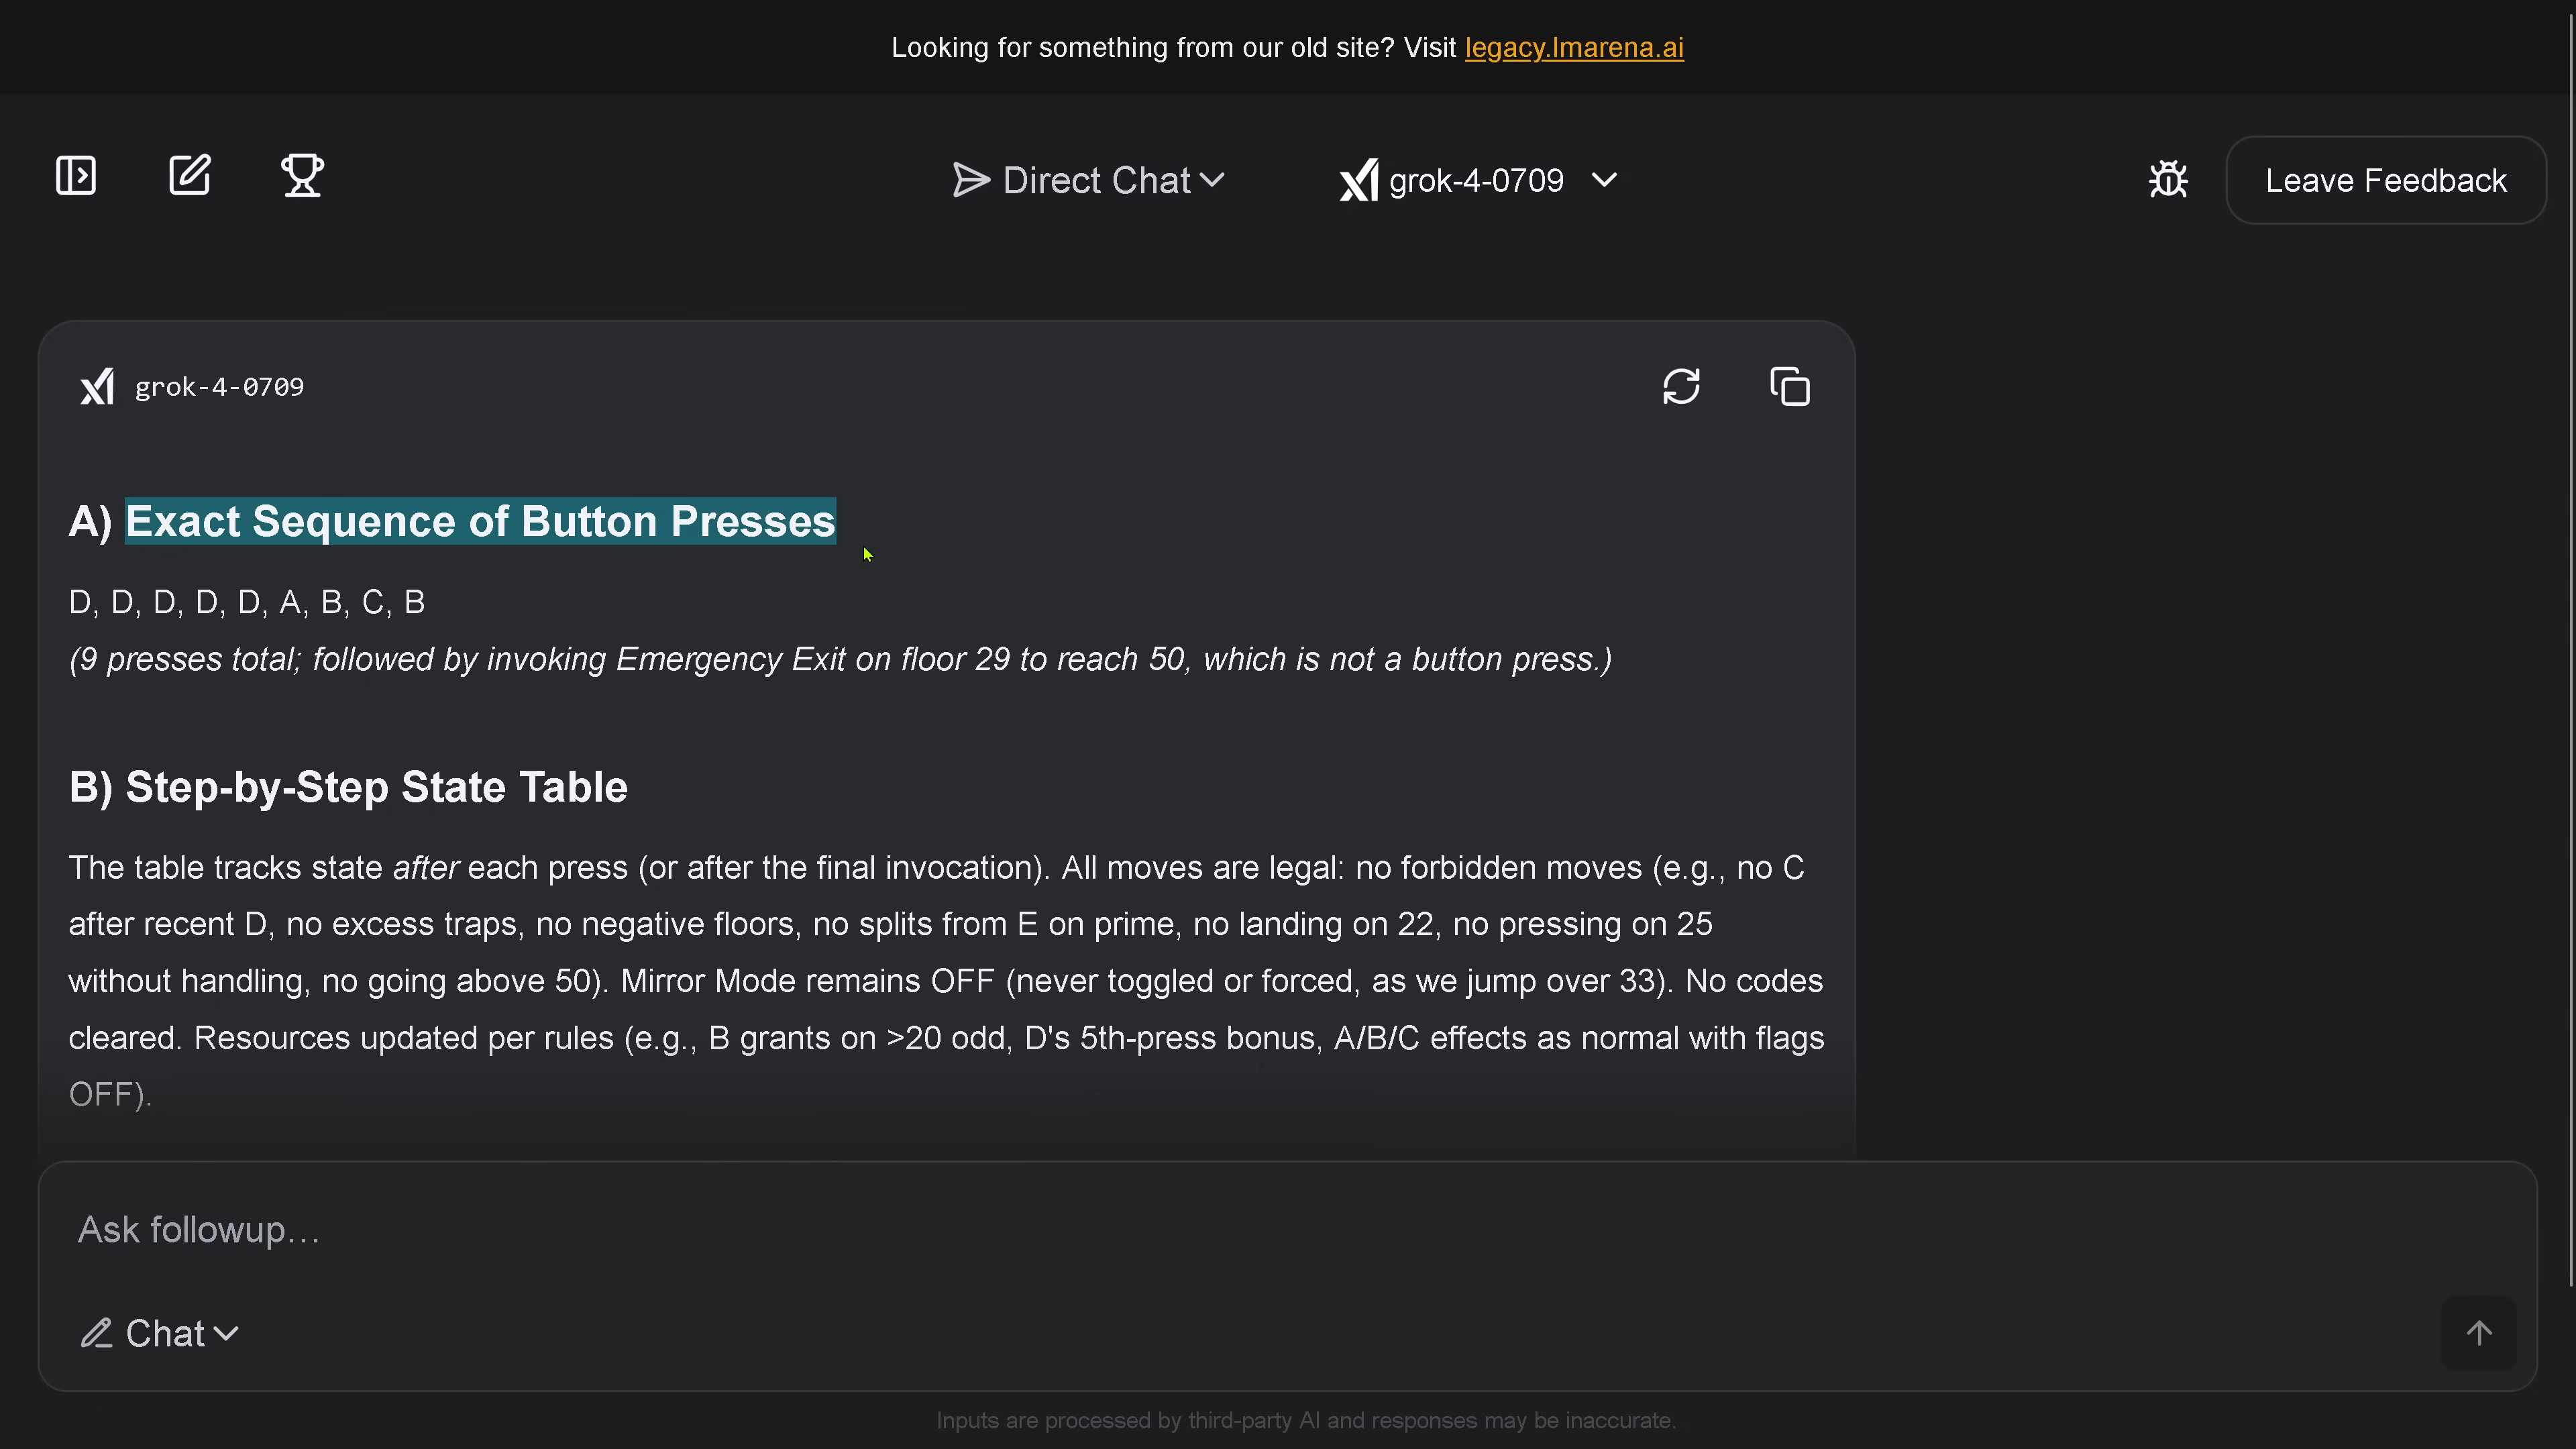 Looking for something from our old site? Visit legacy.lmarena.ai
Direct Chat
grok-4-0709
Leave Feedback
grok-4-0709
A) Exact Sequence of Button Presses
D, D, D, D, D, A, B, C, B
(9 presses total; followed by invoking Emergency Exit on floor 29 to reach 50, which is not a button press.)
B) Step-by-Step State Table
The table tracks state after each press (or after the final invocation). All moves are legal: no forbidden moves (e.g., no C
after recent D, no excess traps, no negative floors, no splits from E on prime, no landing on 22, no pressing on 25
without handling, no going above 50). Mirror Mode remains OFF (never toggled or forced, as we jump over 33). No codes
cleared. Resources updated per rules (e.g., B grants on >20 odd, D's 5th-press bonus, A/B/C effects as normal with flags
OFF).
Ask followup…
Chat
Inputs are processed by third-party AI and responses may be inaccurate.